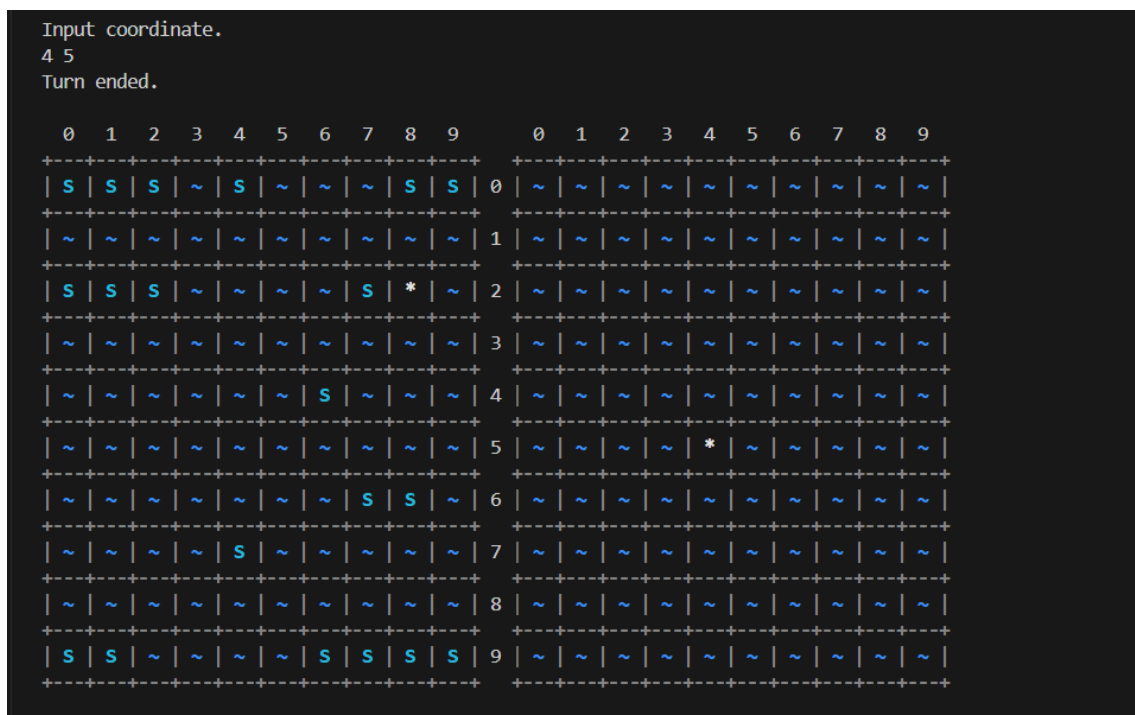 Input coordinate.
4 5
Turn ended.
  0   1   2   3   4   5   6   7   8   9       0   1   2   3   4   5   6   7   8   9
+---+---+---+---+---+---+---+---+---+---+   +---+---+---+---+---+---+---+---+---+---+
| S | S | S | ~ | S | ~ | ~ | ~ | S | S | 0 | ~ | ~ | ~ | ~ | ~ | ~ | ~ | ~ | ~ | ~ |
+---+---+---+---+---+---+---+---+---+---+   +---+---+---+---+---+---+---+---+---+---+
| ~ | ~ | ~ | ~ | ~ | ~ | ~ | ~ | ~ | ~ | 1 | ~ | ~ | ~ | ~ | ~ | ~ | ~ | ~ | ~ | ~ |
+---+---+---+---+---+---+---+---+---+---+   +---+---+---+---+---+---+---+---+---+---+
| S | S | S | ~ | ~ | ~ | ~ | S | * | ~ | 2 | ~ | ~ | ~ | ~ | ~ | ~ | ~ | ~ | ~ | ~ |
+---+---+---+---+---+---+---+---+---+---+   +---+---+---+---+---+---+---+---+---+---+
| ~ | ~ | ~ | ~ | ~ | ~ | ~ | ~ | ~ | ~ | 3 | ~ | ~ | ~ | ~ | ~ | ~ | ~ | ~ | ~ | ~ |
+---+---+---+---+---+---+---+---+---+---+   +---+---+---+---+---+---+---+---+---+---+
| ~ | ~ | ~ | ~ | ~ | ~ | S | ~ | ~ | ~ | 4 | ~ | ~ | ~ | ~ | ~ | ~ | ~ | ~ | ~ | ~ |
+---+---+---+---+---+---+---+---+---+---+   +---+---+---+---+---+---+---+---+---+---+
| ~ | ~ | ~ | ~ | ~ | ~ | ~ | ~ | ~ | ~ | 5 | ~ | ~ | ~ | ~ | * | ~ | ~ | ~ | ~ | ~ |
+---+---+---+---+---+---+---+---+---+---+   +---+---+---+---+---+---+---+---+---+---+
| ~ | ~ | ~ | ~ | ~ | ~ | ~ | S | S | ~ | 6 | ~ | ~ | ~ | ~ | ~ | ~ | ~ | ~ | ~ | ~ |
+---+---+---+---+---+---+---+---+---+---+   +---+---+---+---+---+---+---+---+---+---+
| ~ | ~ | ~ | ~ | S | ~ | ~ | ~ | ~ | ~ | 7 | ~ | ~ | ~ | ~ | ~ | ~ | ~ | ~ | ~ | ~ |
+---+---+---+---+---+---+---+---+---+---+   +---+---+---+---+---+---+---+---+---+---+
| ~ | ~ | ~ | ~ | ~ | ~ | ~ | ~ | ~ | ~ | 8 | ~ | ~ | ~ | ~ | ~ | ~ | ~ | ~ | ~ | ~ |
+---+---+---+---+---+---+---+---+---+---+   +---+---+---+---+---+---+---+---+---+---+
| S | S | ~ | ~ | ~ | ~ | S | S | S | S | 9 | ~ | ~ | ~ | ~ | ~ | ~ | ~ | ~ | ~ | ~ |
+---+---+---+---+---+---+---+---+---+---+   +---+---+---+---+---+---+---+---+---+---+